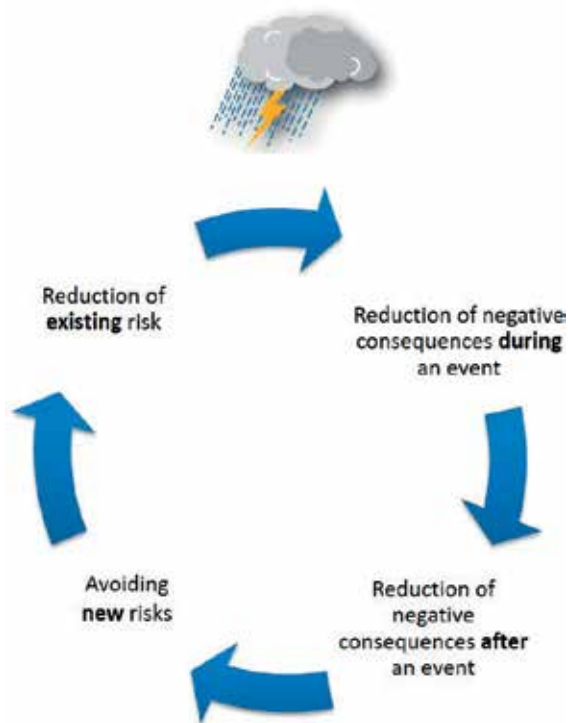 Reduction of
existing risk
Reduction of negative
consequences during
an event
Avoiding
new risks
Reduction of
negative
consequences after
an event